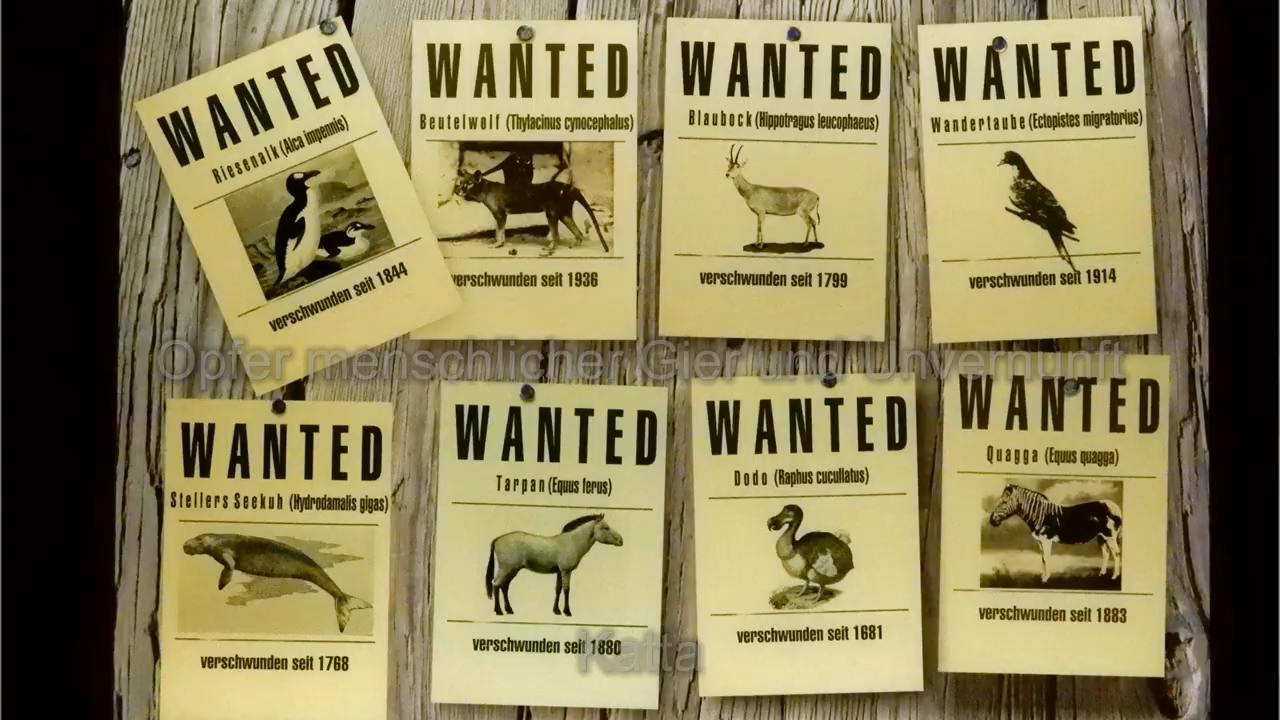 WANTED
Riesenalk (Alca impennis)
verschwunden seit 1844
WANTED
Beutelwolf (Thylacinus cynocephalus)
verschwunden seit 1936
WANTED
Blaubock (Hippotragus leucophaeus)
verschwunden seit 1799
WANTED
Wandertaube (Ectopistes migratorius)
verschwunden seit 1914
Opfer menschlicher Gier und Unvernunft
WANTED
Stellers Seekuh (Hydrodamalis gigas)
verschwunden seit 1768
WANTED
Tarpan (Equus ferus)
verschwunden seit 1880
WANTED
Dodo (Raphus cucullatus)
verschwunden seit 1681
WANTED
Quagga (Equus quagga)
verschwunden seit 1883
Katta